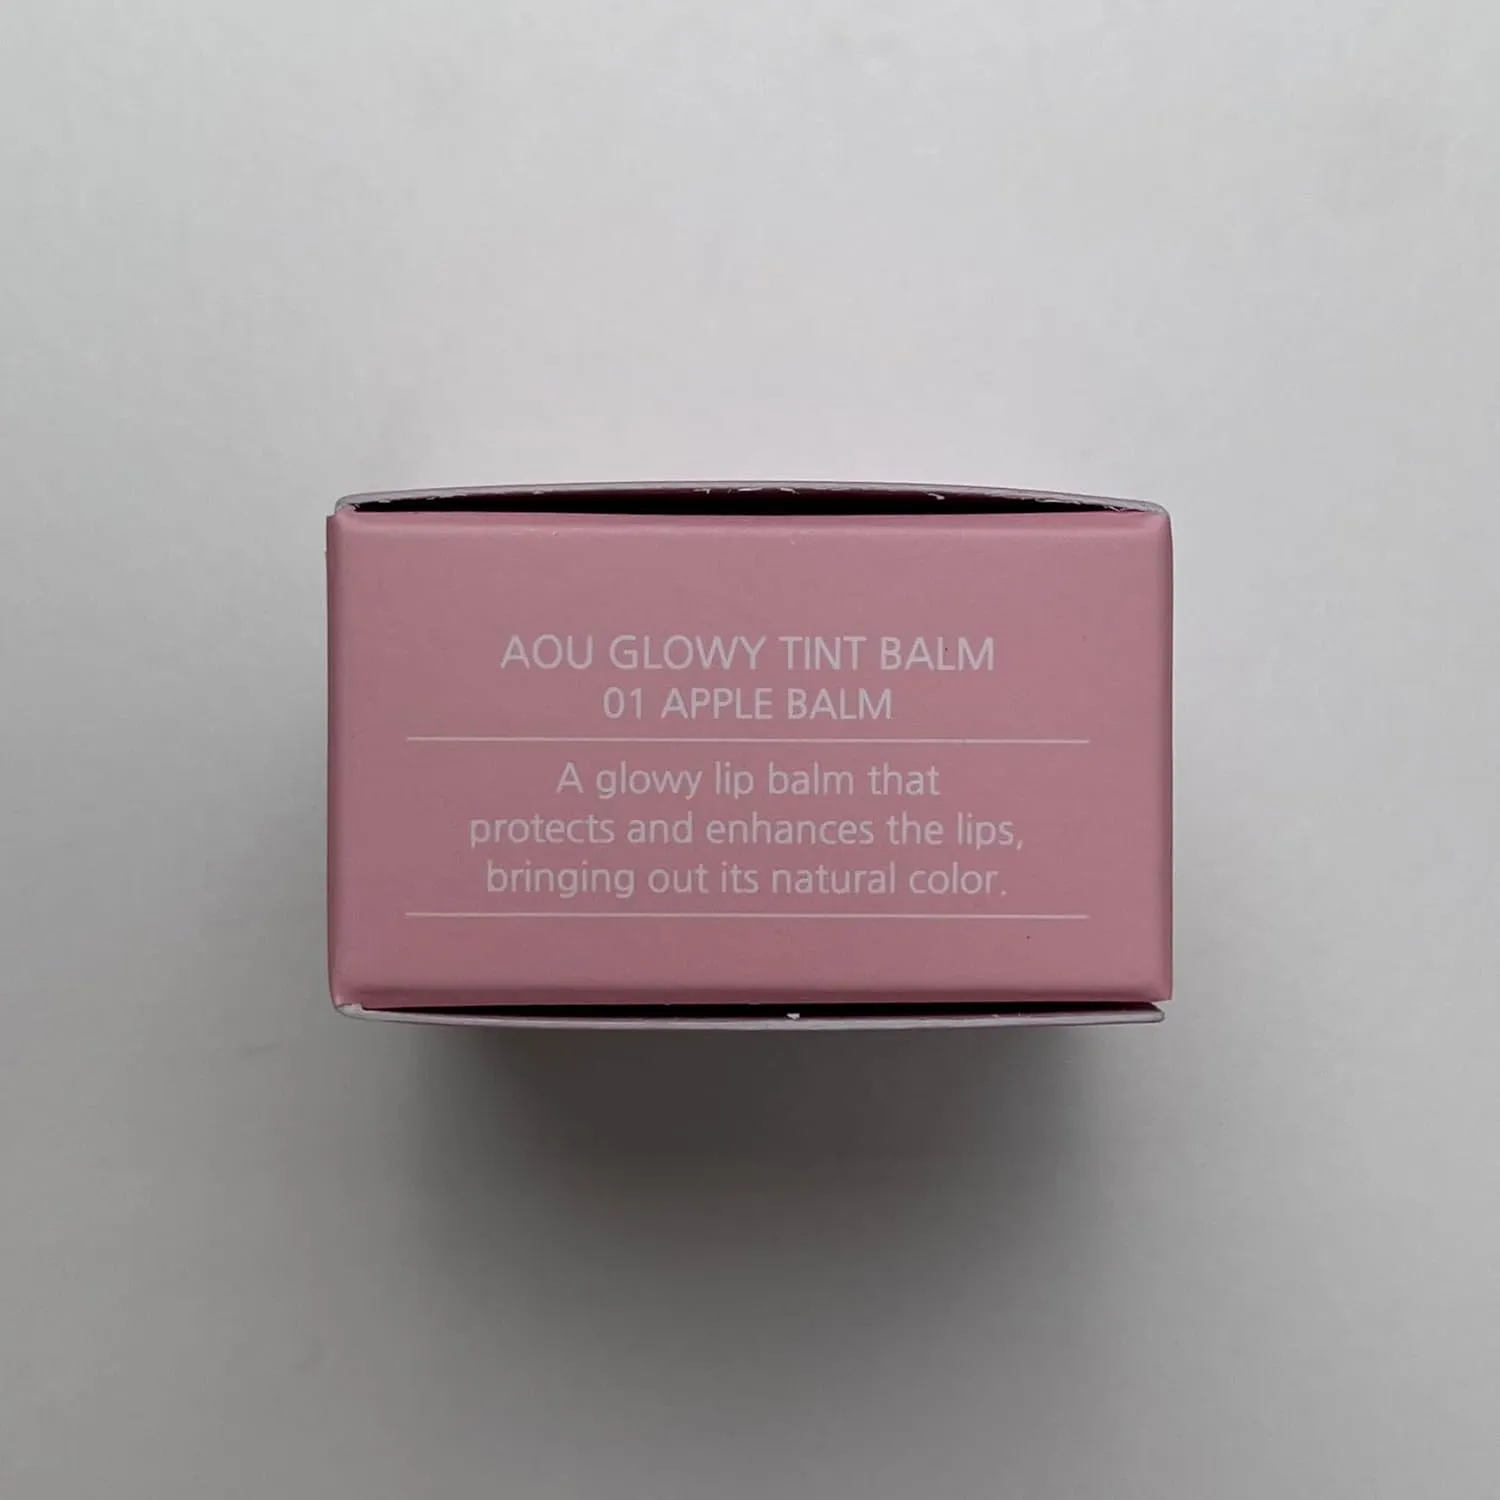 AOU GLOWY TINT BALM
01 APPLE BALM
A glowy lip balm that
protects and enhances the lips,
bringing out its natural color.